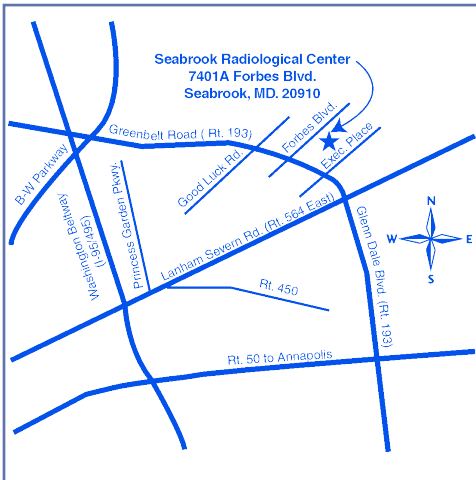 Seabrook Radiological Center
7401A Forbes Blvd.
Seabrook, MD. 20910
Greenbelt Road ( Rt. 193)
Forbes Blvd.
Exec. Place
Good Luck Rd.
B-W Parkway
Princess Garden Pkwy.
Washington Beltway
(I-95/495)
Lanham Severn Rd. (Rt. 564 East)
Glenn Dale Blvd. (Rt. 193)
N
W
E
S
Rt. 450
Rt. 50 to Annapolis